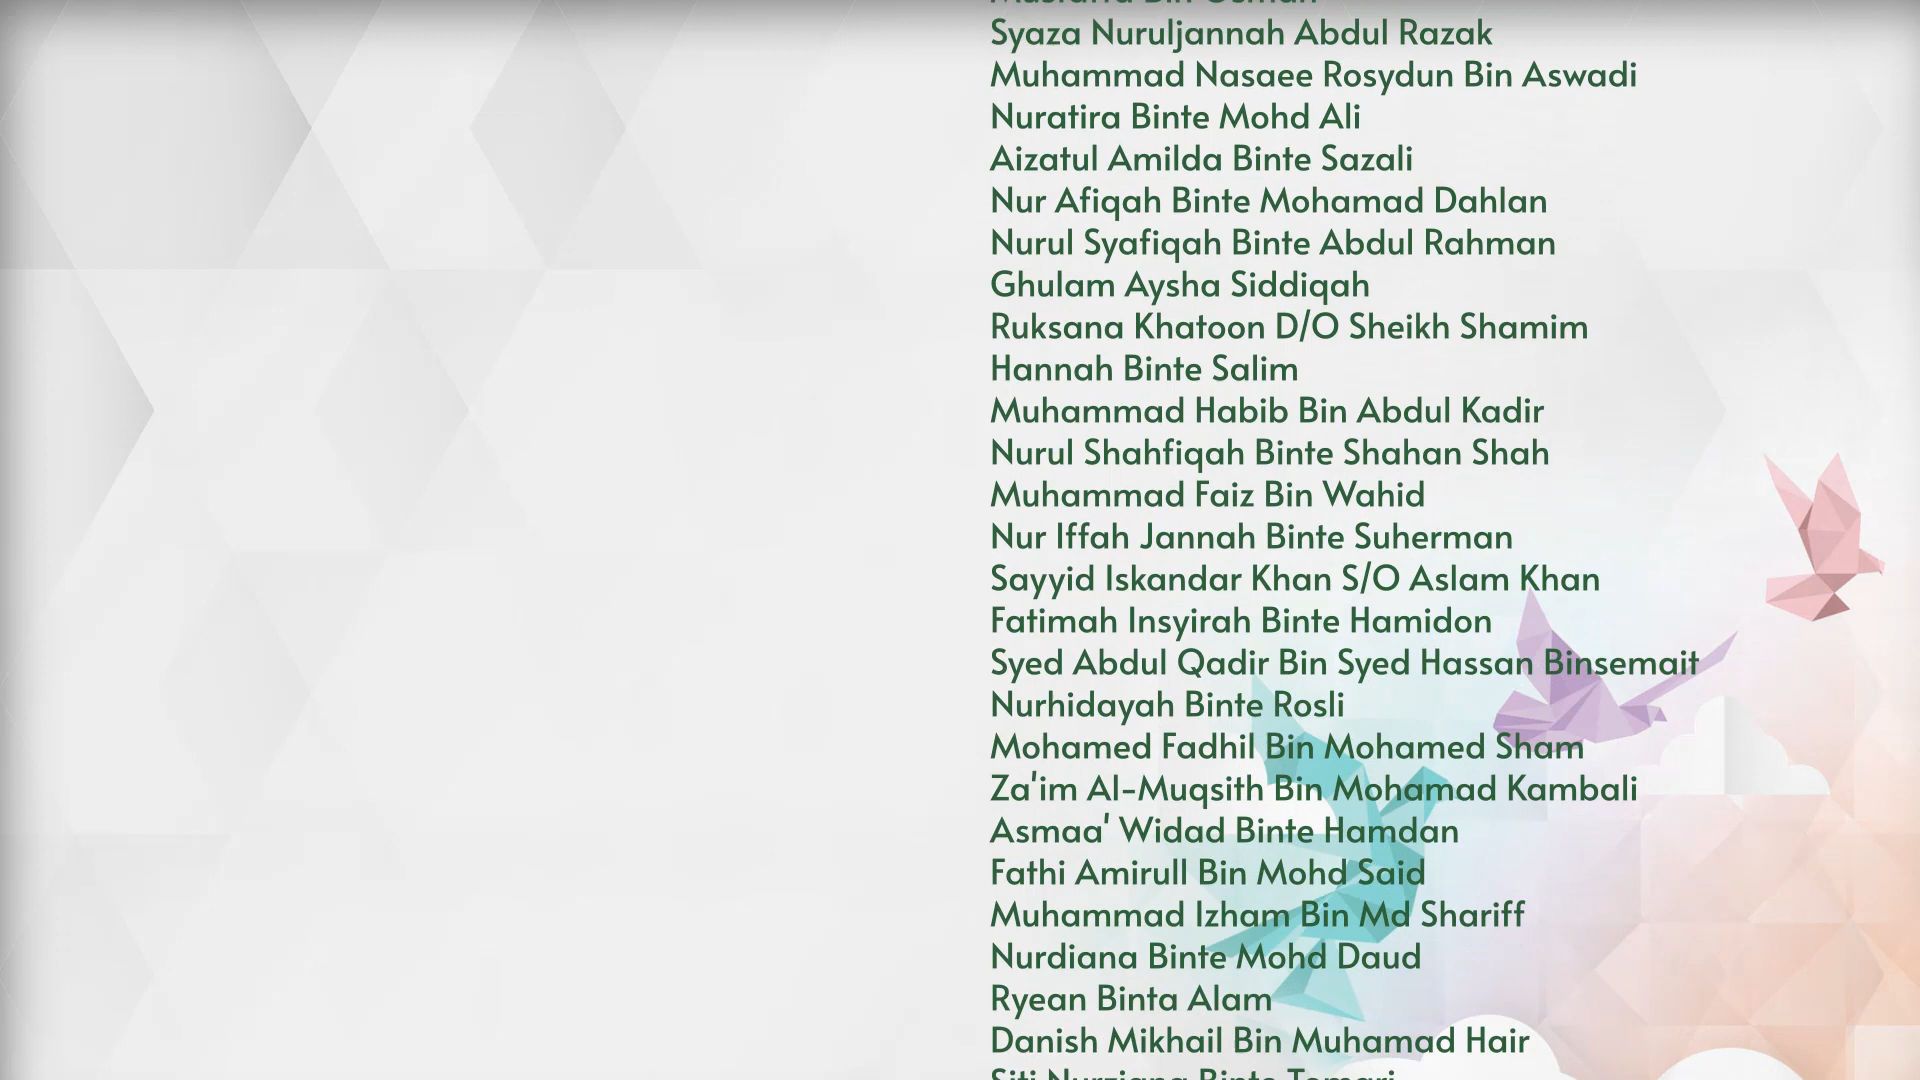 Syaza Nuruljannah Abdul Razak
Muhammad Nasaee Rosydun Bin Aswadi
Nuratira Binte Mohd Ali
Aizatul Amilda Binte Sazali
Nur Afiqah Binte Mohamad Dahlan
Nurul Syafiqah Binte Abdul Rahman
Ghulam Aysha Siddiqah
Ruksana Khatoon D/O Sheikh Shamim
Hannah Binte Salim
Muhammad Habib Bin Abdul Kadir
Nurul Shahfiqah Binte Shahan Shah
Muhammad Faiz Bin Wahid
Nur Iffah Jannah Binte Suherman
Sayyid Iskandar Khan S/O Aslam Khan
Fatimah Insyirah Binte Hamidon
Syed Abdul Qadir Bin Syed Hassan Binsemait
Nurhidayah Binte Rosli
Mohamed Fadhil Bin Mohamed Sham
Za'im Al-Muqsith Bin Mohamad Kambali
Asmaa' Widad Binte Hamdan
Fathi Amirull Bin Mohd Said
Muhammad Izham Bin Md Shariff
Nurdiana Binte Mohd Daud
Ryean Binta Alam
Danish Mikhail Bin Muhamad Hair